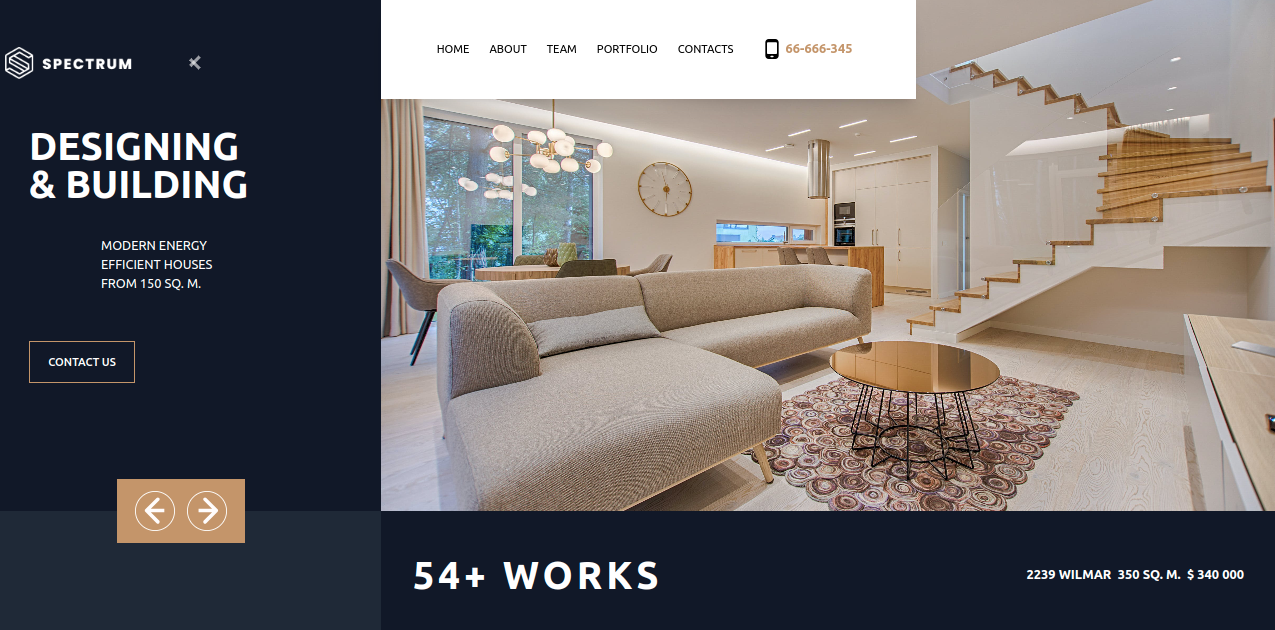 SPECTRUM
HOME ABOUT TEAM PORTFOLIO CONTACTS 66-666-345
DESIGNING
& BUILDING
MODERN ENERGY
EFFICIENT HOUSES
FROM 150 SQ. M.
CONTACT US
54+ WORKS
2239 WILMAR 350 SQ. M. $ 340 000